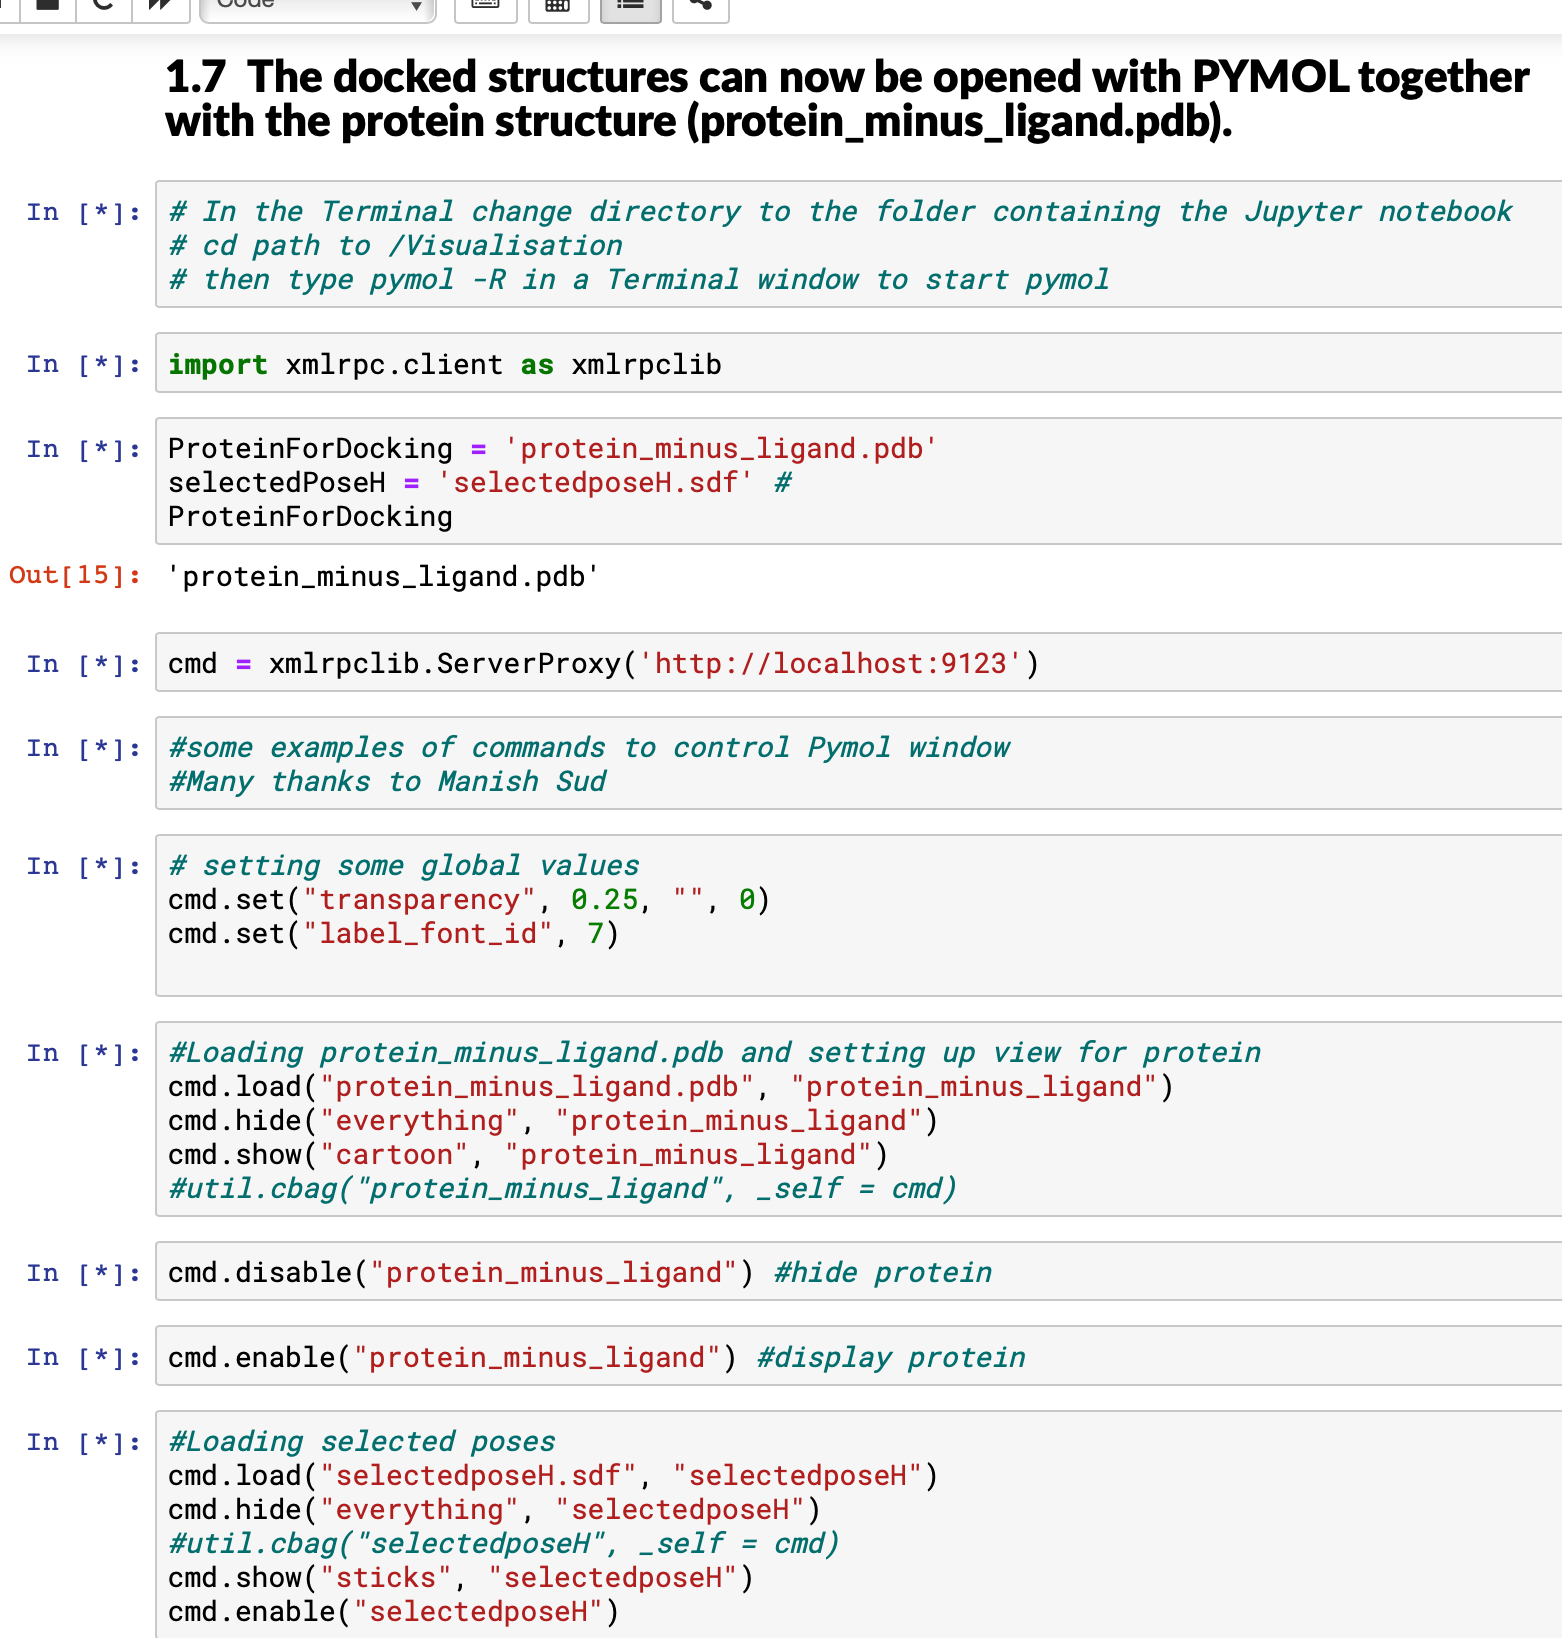 Code
1.7 The docked structures can now be opened with PYMOL together
with the protein structure (protein_minus_ligand.pdb).
In [*]: # In the Terminal change directory to the folder containing the Jupyter notebook
# cd path to /Visualisation
# then type pymol -R in a Terminal window to start pymol
In [*]: import xmlrpc.client as xmlrpclib
In [*]: ProteinForDocking = 'protein_minus_ligand.pdb'
selectedPoseH = 'selectedposeH.sdf' #
ProteinForDocking
Out[15]: 'protein_minus_ligand.pdb'
In [*]: cmd = xmlrpclib.ServerProxy('http://localhost:9123')
In [*]: #some examples of commands to control Pymol window
#Many thanks to Manish Sud
In [*]: # setting some global values
cmd.set("transparency", 0.25, "", 0)
cmd.set("label_font_id", 7)
In [*]: #Loading protein_minus_ligand.pdb and setting up view for protein
cmd.load("protein_minus_ligand.pdb", "protein_minus_ligand")
cmd.hide("everything", "protein_minus_ligand")
cmd.show("cartoon", "protein_minus_ligand")
#util.cbag("protein_minus_ligand", _self = cmd)
In [*]: cmd.disable("protein_minus_ligand") #hide protein
In [*]: cmd.enable("protein_minus_ligand") #display protein
In [*]: #Loading selected poses
cmd.load("selectedposeH.sdf", "selectedposeH")
cmd.hide("everything", "selectedposeH")
#util.cbag("selectedposeH", _self = cmd)
cmd.show("sticks", "selectedposeH")
cmd.enable("selectedposeH")